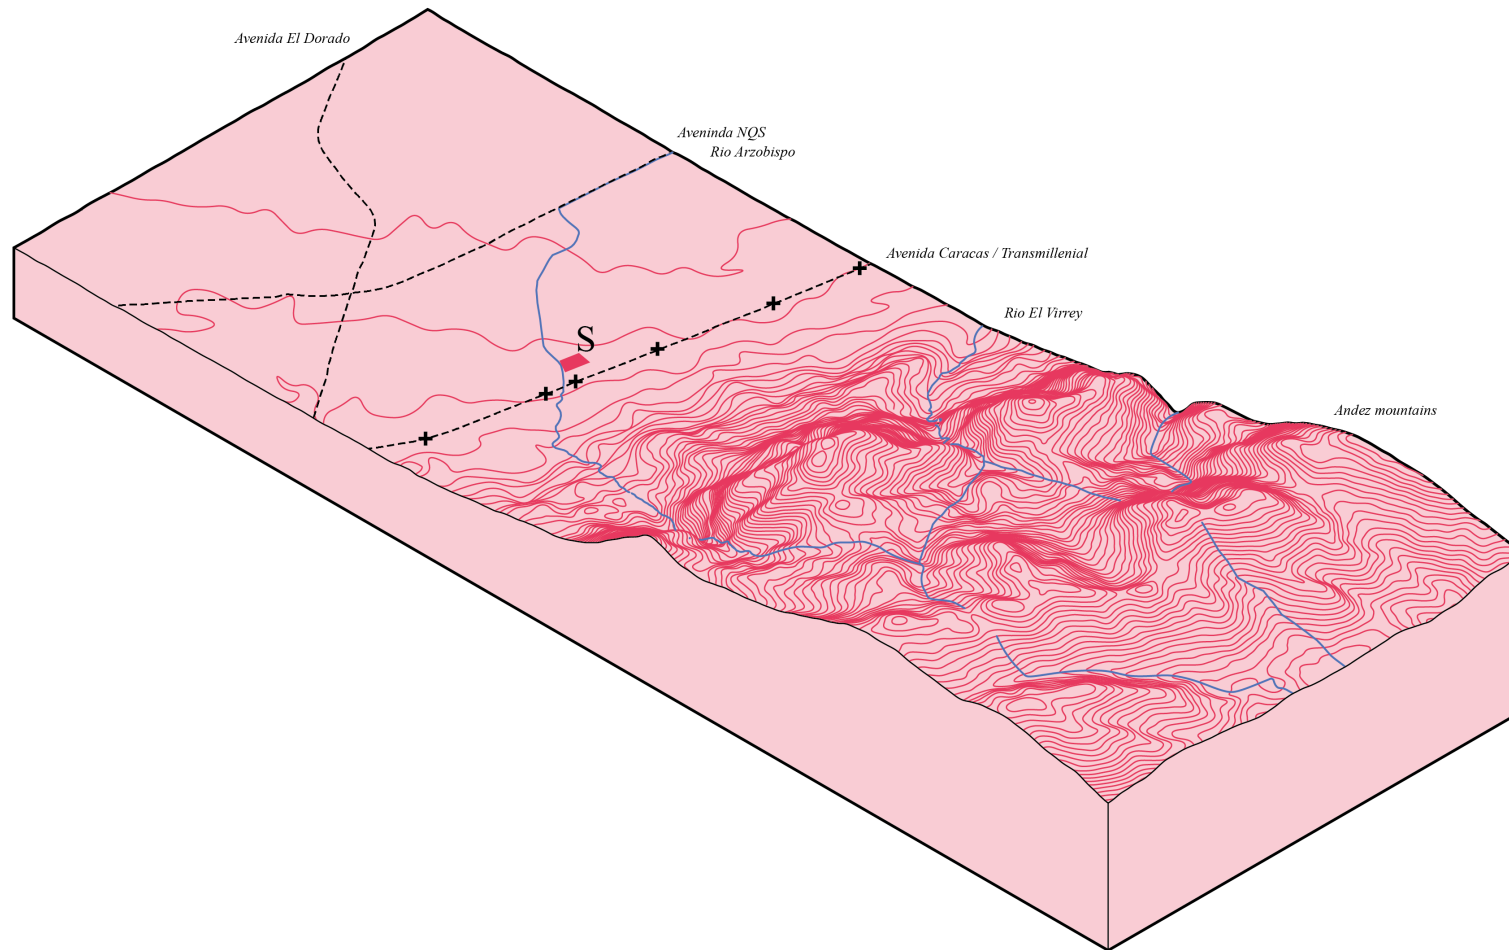 Avenida El Dorado
Aveninda NQS
Rio Arzobispo
Avenida Caracas / Transmillenial
Rio El Virrey
S
Andez mountains